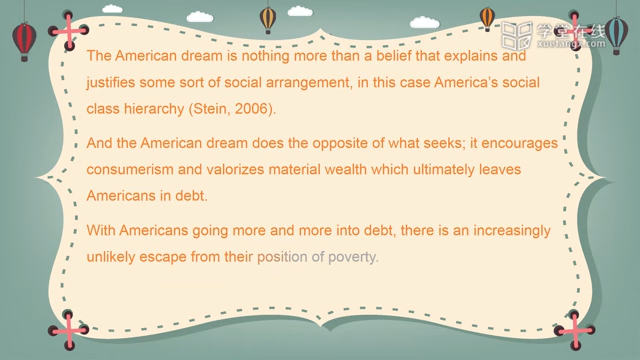 学堂在线
xuetangx.com
The American dream is nothing more than a belief that explains and
justifies some sort of social arrangement, in this case America's social
class hierarchy (Stein, 2006).
And the American dream does the opposite of what seeks; it encourages
consumerism and valorizes material wealth which ultimately leaves
Americans in debt.
With Americans going more and more into debt, there is an increasingly
unlikely escape from their position of poverty.